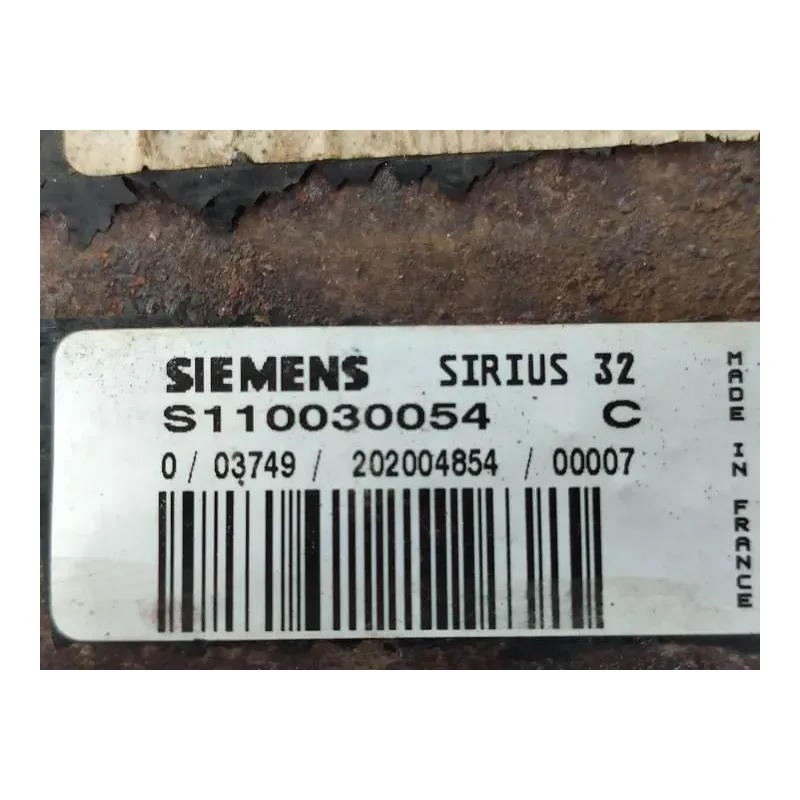 SIEMENS SIRIUS 32
S110030054 C
0 / 03749 / 202004854 / 00007
MADE IN FRANCE